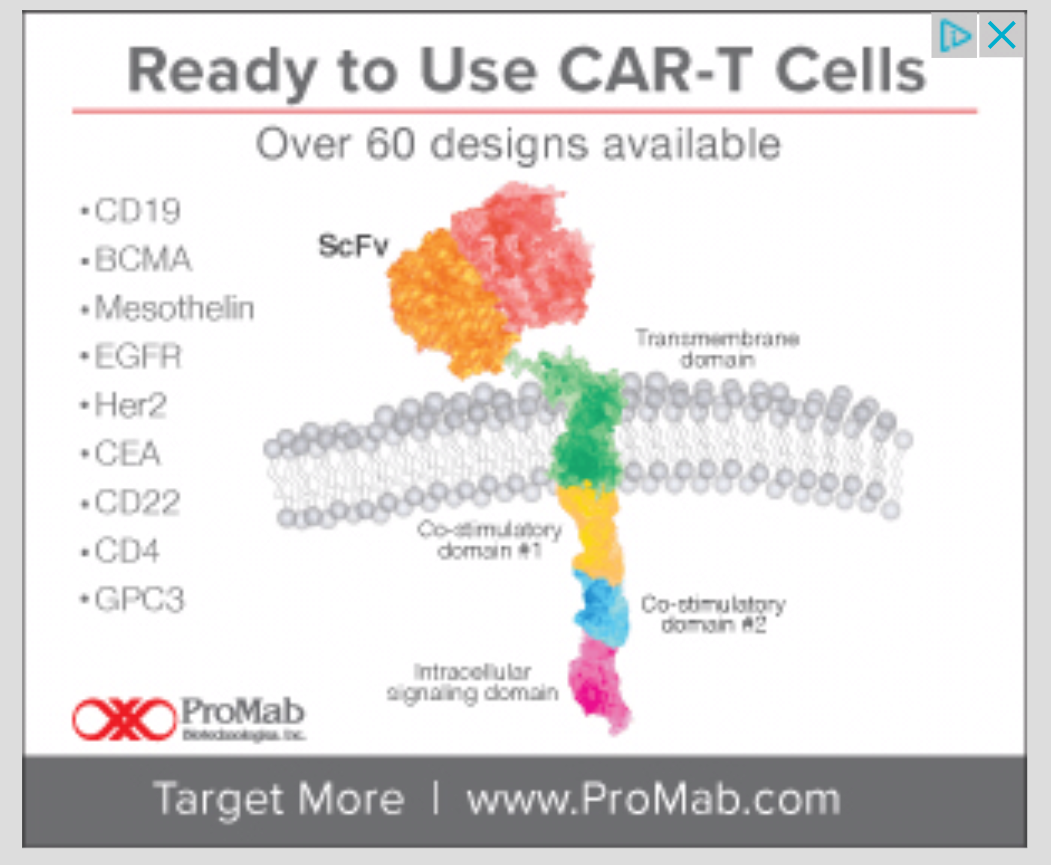 Ready to Use CAR-T Cells
Over 60 designs available
• CD19
• BCMA
• Mesothelin
• EGFR
• Her2
• CEA
• CD22
• CD4
• GPC3
ScFv
Transmembrane
domain
Co-stimulatory
domain #1
Co-stimulatory
domain #2
Intracellular
signaling domain
ProMab
Biotechnologies, Inc.
Target More | www.ProMab.com